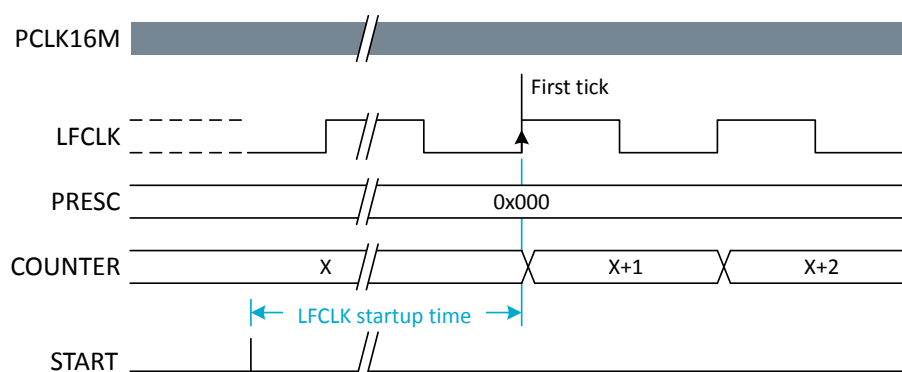 PCLK16M
First tick
LFCLK
PRESC 0x000
COUNTER X X+1 X+2
LFCLK startup time
START